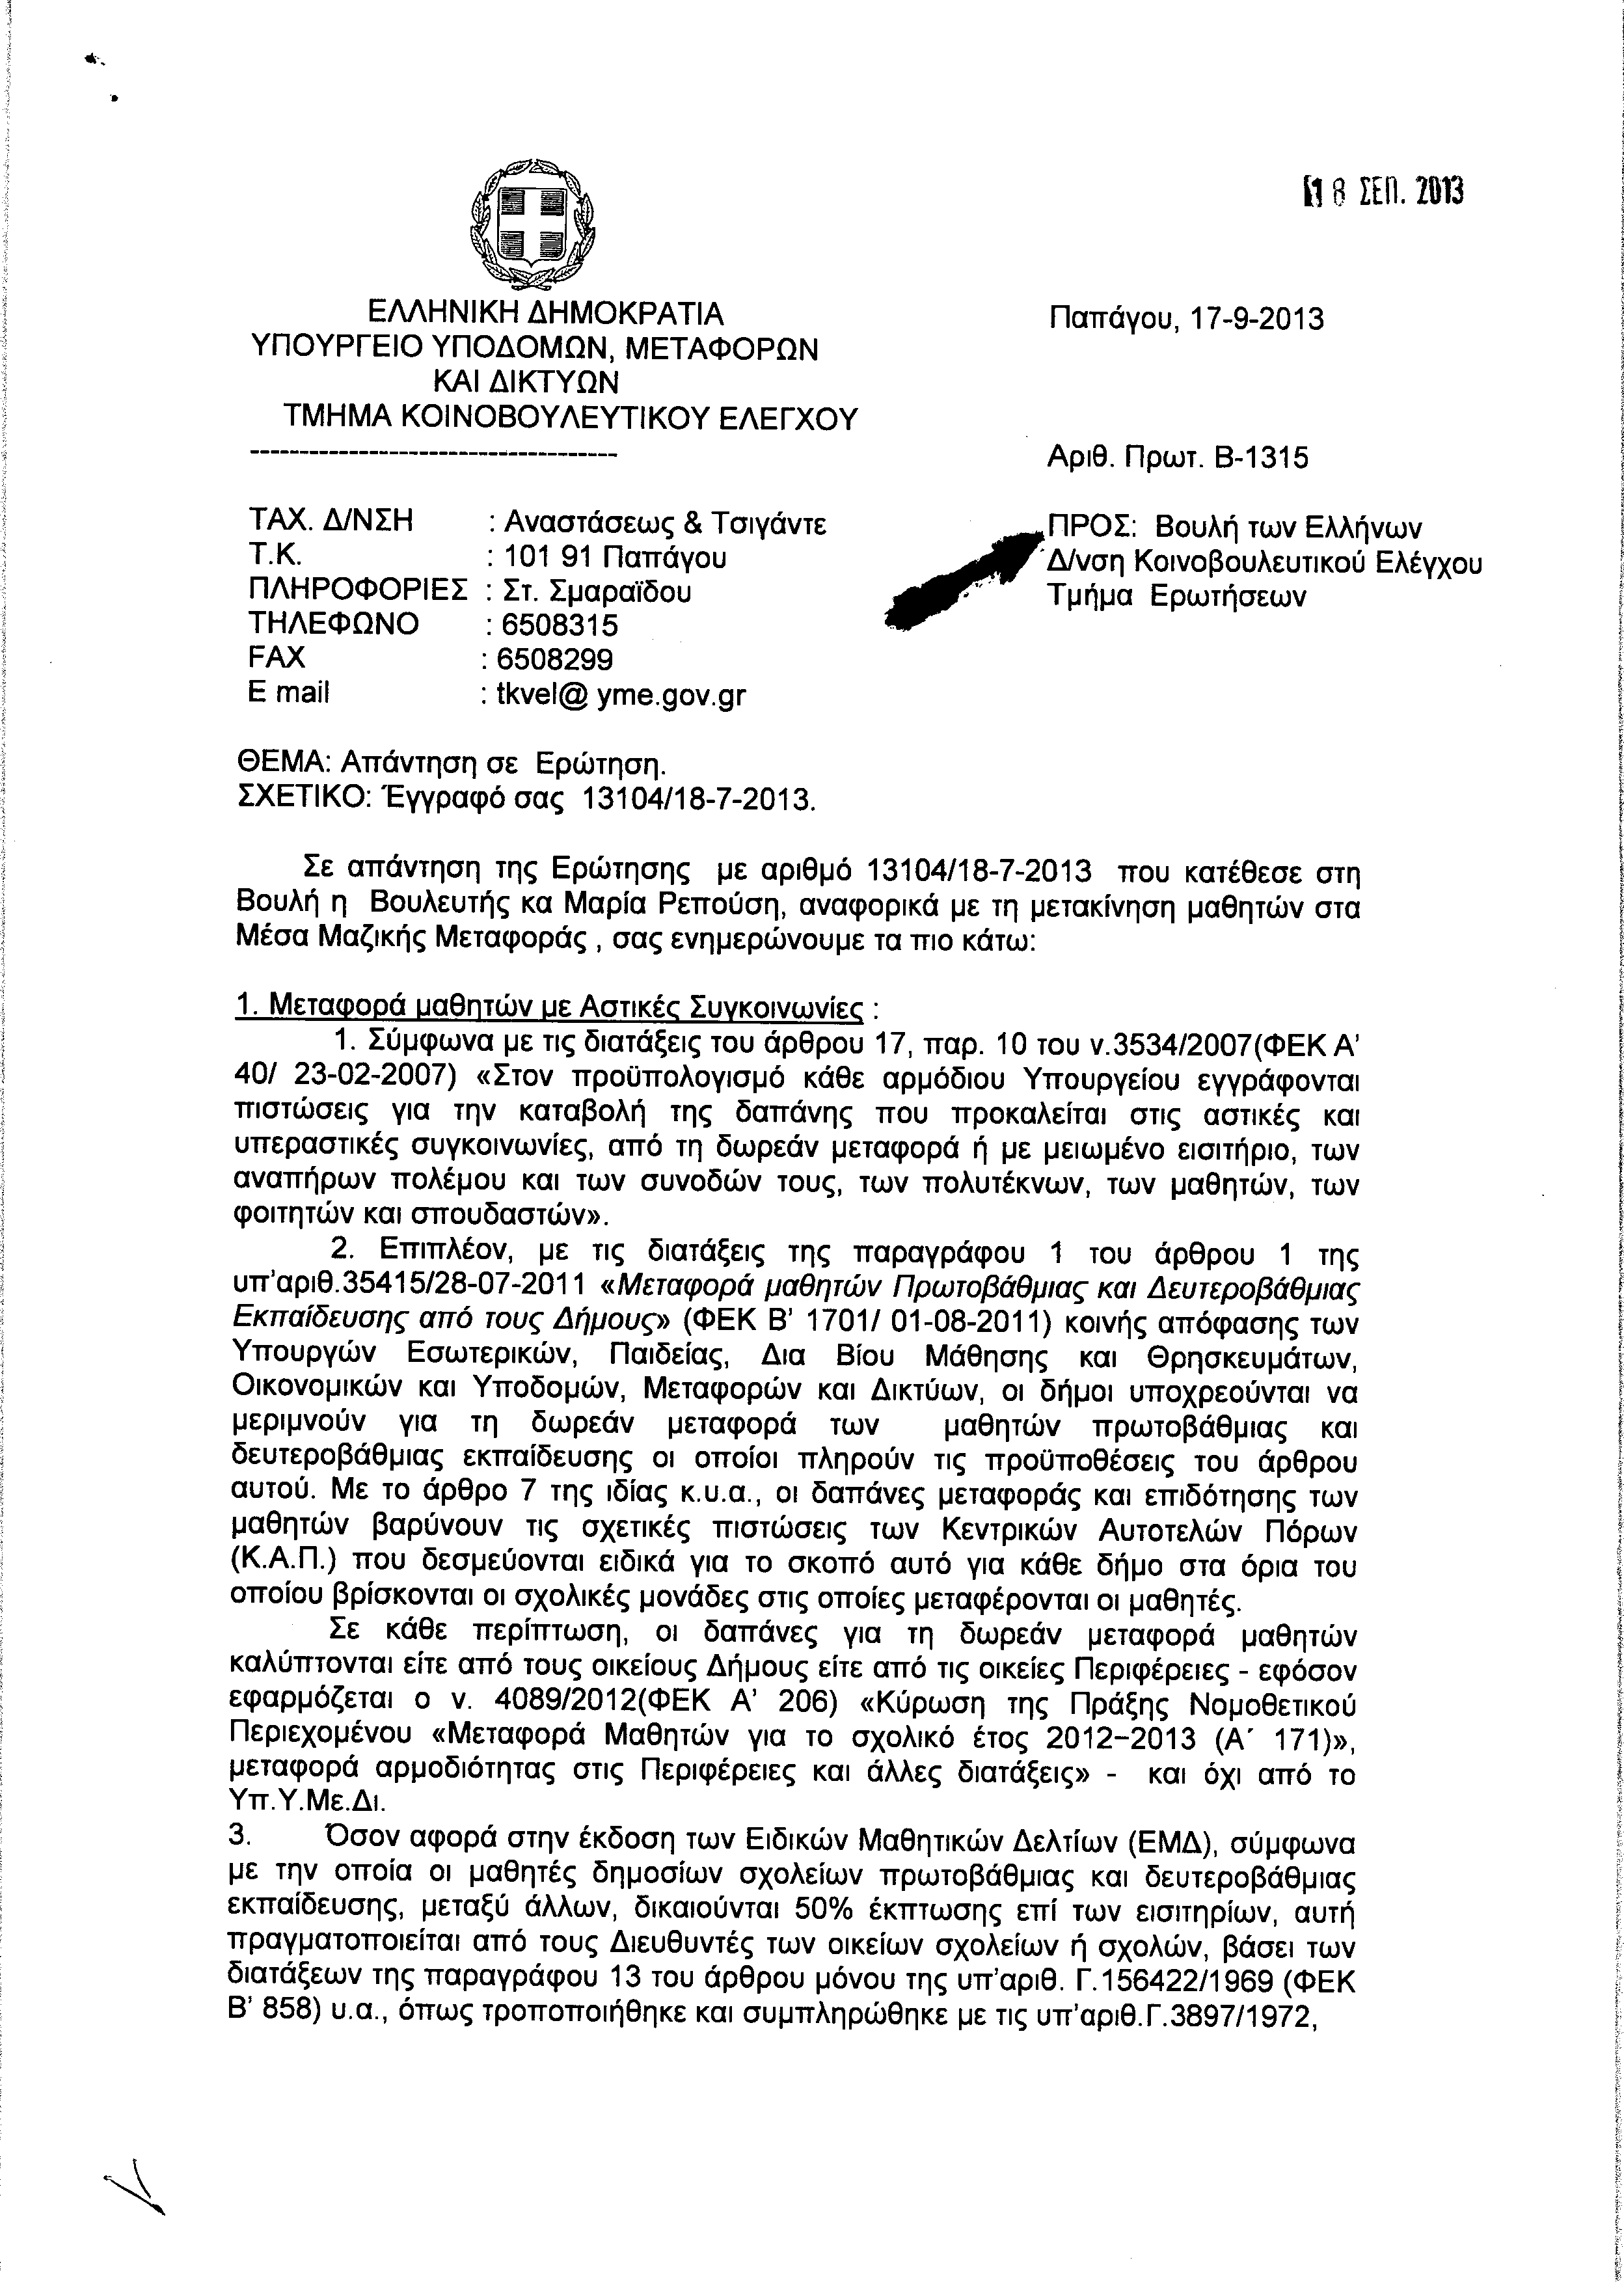 18 ΣΕΠ. 2013
ΕΛΛΗΝΙΚΗ ΔΗΜΟΚΡΑΤΙΑ
ΥΠΟΥΡΓΕΙΟ ΥΠΟΔΟΜΩΝ, ΜΕΤΑΦΟΡΩΝ
ΚΑΙ ΔΙΚΤΥΩΝ
ΤΜΗΜΑ ΚΟΙΝΟΒΟΥΛΕΥΤΙΚΟΥ ΕΛΕΓΧΟΥ
-------------------------------------
Παπάγου, 17-9-2013
Αριθ. Πρωτ. Β-1315
ΤΑΧ. Δ/ΝΣΗ : Αναστάσεως & Τσιγάντε
Τ.Κ. : 101 91 Παπάγου
ΠΛΗΡΟΦΟΡΙΕΣ : Στ. Σμαραϊδου
ΤΗΛΕΦΩΝΟ : 6508315
FAX : 6508299
E mail : tkvel@ yme.gov.gr
ΠΡΟΣ: Βουλή των Ελλήνων
Δ/νση Κοινοβουλευτικού Ελέγχου
Τμήμα Ερωτήσεων
ΘΕΜΑ: Απάντηση σε Ερώτηση.
ΣΧΕΤΙΚΟ: Έγγραφό σας 13104/18-7-2013.
Σε απάντηση της Ερώτησης με αριθμό 13104/18-7-2013 που κατέθεσε στη
Βουλή η Βουλευτής κα Μαρία Ρεπούση, αναφορικά με τη μετακίνηση μαθητών στα
Μέσα Μαζικής Μεταφοράς , σας ενημερώνουμε τα πιο κάτω:
1. Μεταφορά μαθητών με Αστικές Συγκοινωνίες :
1. Σύμφωνα με τις διατάξεις του άρθρου 17, παρ. 10 του ν.3534/2007(ΦΕΚ Α’
40/ 23-02-2007) «Στον προϋπολογισμό κάθε αρμόδιου Υπουργείου εγγράφονται
πιστώσεις για την καταβολή της δαπάνης που προκαλείται στις αστικές και
υπεραστικές συγκοινωνίες, από τη δωρεάν μεταφορά ή με μειωμένο εισιτήριο, των
αναπήρων πολέμου και των συνοδών τους, των πολυτέκνων, των μαθητών, των
φοιτητών και σπουδαστών».
2. Επιπλέον, με τις διατάξεις της παραγράφου 1 του άρθρου 1 της
υπ’αριθ.35415/28-07-2011 «Μεταφορά μαθητών Πρωτοβάθμιας και Δευτεροβάθμιας
Εκπαίδευσης από τους Δήμους» (ΦΕΚ Β’ 1701/ 01-08-2011) κοινής απόφασης των
Υπουργών Εσωτερικών, Παιδείας, Δια Βίου Μάθησης και Θρησκευμάτων,
Οικονομικών και Υποδομών, Μεταφορών και Δικτύων, οι δήμοι υποχρεούνται να
μεριμνούν για τη δωρεάν μεταφορά των μαθητών πρωτοβάθμιας και
δευτεροβάθμιας εκπαίδευσης οι οποίοι πληρούν τις προϋποθέσεις του άρθρου
αυτού. Με το άρθρο 7 της ιδίας κ.υ.α., οι δαπάνες μεταφοράς και επιδότησης των
μαθητών βαρύνουν τις σχετικές πιστώσεις των Κεντρικών Αυτοτελών Πόρων
(Κ.Α.Π.) που δεσμεύονται ειδικά για το σκοπό αυτό για κάθε δήμο στα όρια του
οποίου βρίσκονται οι σχολικές μονάδες στις οποίες μεταφέρονται οι μαθητές.
Σε κάθε περίπτωση, οι δαπάνες για τη δωρεάν μεταφορά μαθητών
καλύπτονται είτε από τους οικείους Δήμους είτε από τις οικείες Περιφέρειες - εφόσον
εφαρμόζεται ο ν. 4089/2012(ΦΕΚ Α’ 206) «Κύρωση της Πράξης Νομοθετικού
Περιεχομένου «Μεταφορά Μαθητών για το σχολικό έτος 2012–2013 (Α΄ 171)»,
μεταφορά αρμοδιότητας στις Περιφέρειες και άλλες διατάξεις» - και όχι από το
Υπ.Υ.Με.Δι.
3. Όσον αφορά στην έκδοση των Ειδικών Μαθητικών Δελτίων (ΕΜΔ), σύμφωνα
με την οποία οι μαθητές δημοσίων σχολείων πρωτοβάθμιας και δευτεροβάθμιας
εκπαίδευσης, μεταξύ άλλων, δικαιούνται 50% έκπτωσης επί των εισιτηρίων, αυτή
πραγματοποιείται από τους Διευθυντές των οικείων σχολείων ή σχολών, βάσει των
διατάξεων της παραγράφου 13 του άρθρου μόνου της υπ’αριθ. Γ.156422/1969 (ΦΕΚ
Β’ 858) υ.α., όπως τροποποιήθηκε και συμπληρώθηκε με τις υπ’αριθ.Γ.3897/1972,